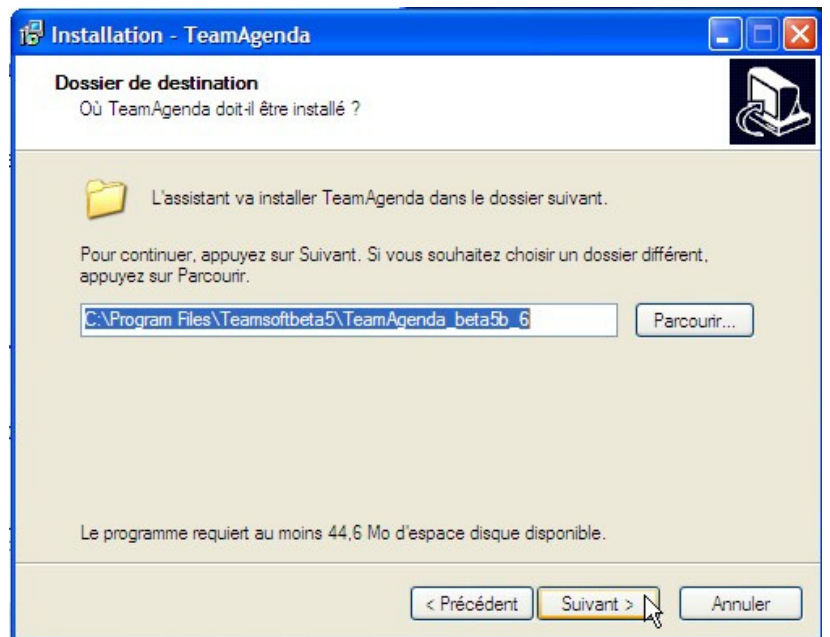 Installation - TeamAgenda
Dossier de destination
Où TeamAgenda doit-il être installé ?
L'assistant va installer TeamAgenda dans le dossier suivant.
Pour continuer, appuyez sur Suivant. Si vous souhaitez choisir un dossier différent,
appuyez sur Parcourir.
C:\Program Files\Teamsoftbeta5\TeamAgenda_beta5b_6
Parcourir...
Le programme requiert au moins 44,6 Mo d'espace disque disponible.
< Précédent
Suivant >
Annuler